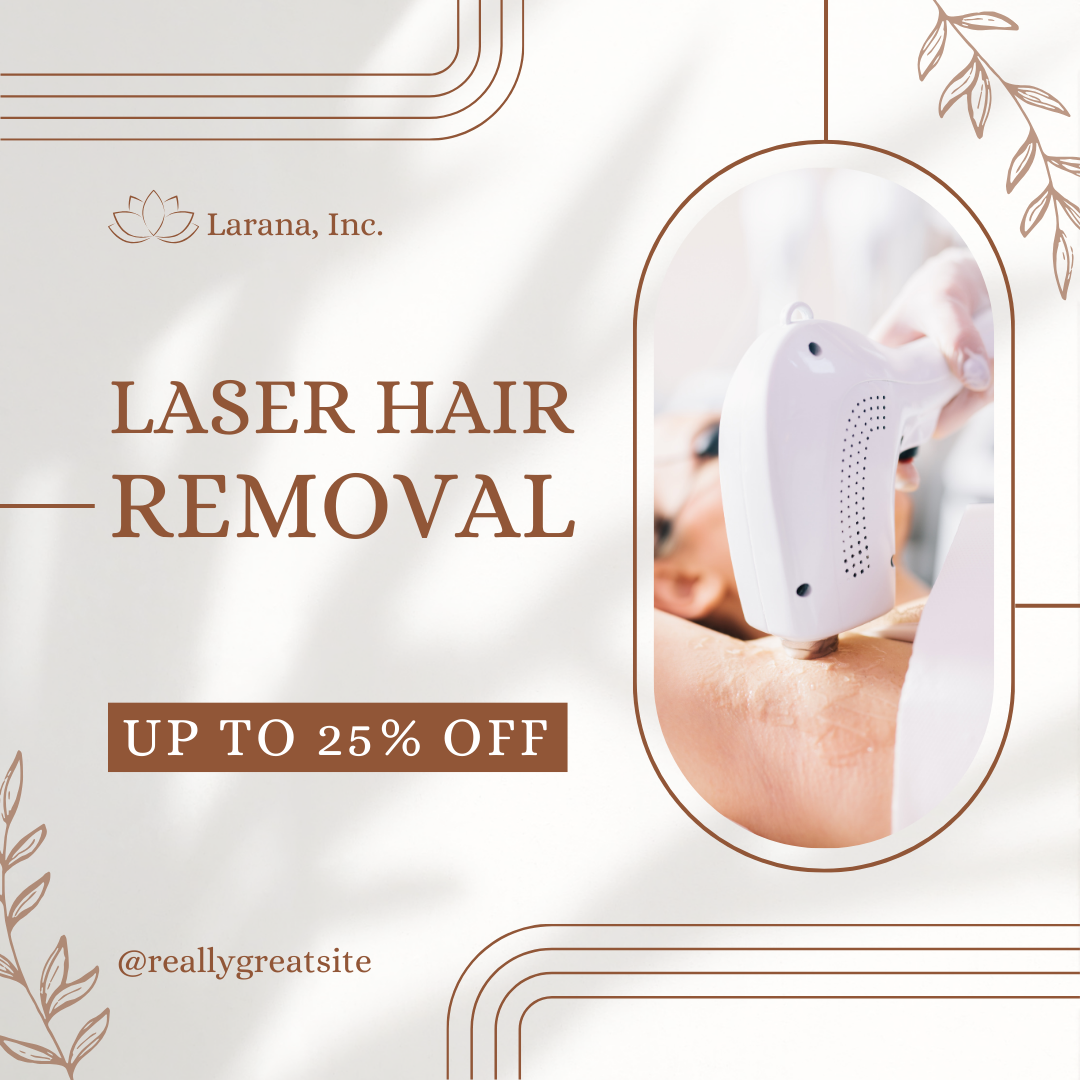 Larana, Inc.
LASER HAIR
REMOVAL
UP TO 25% OFF
@reallygreatsite